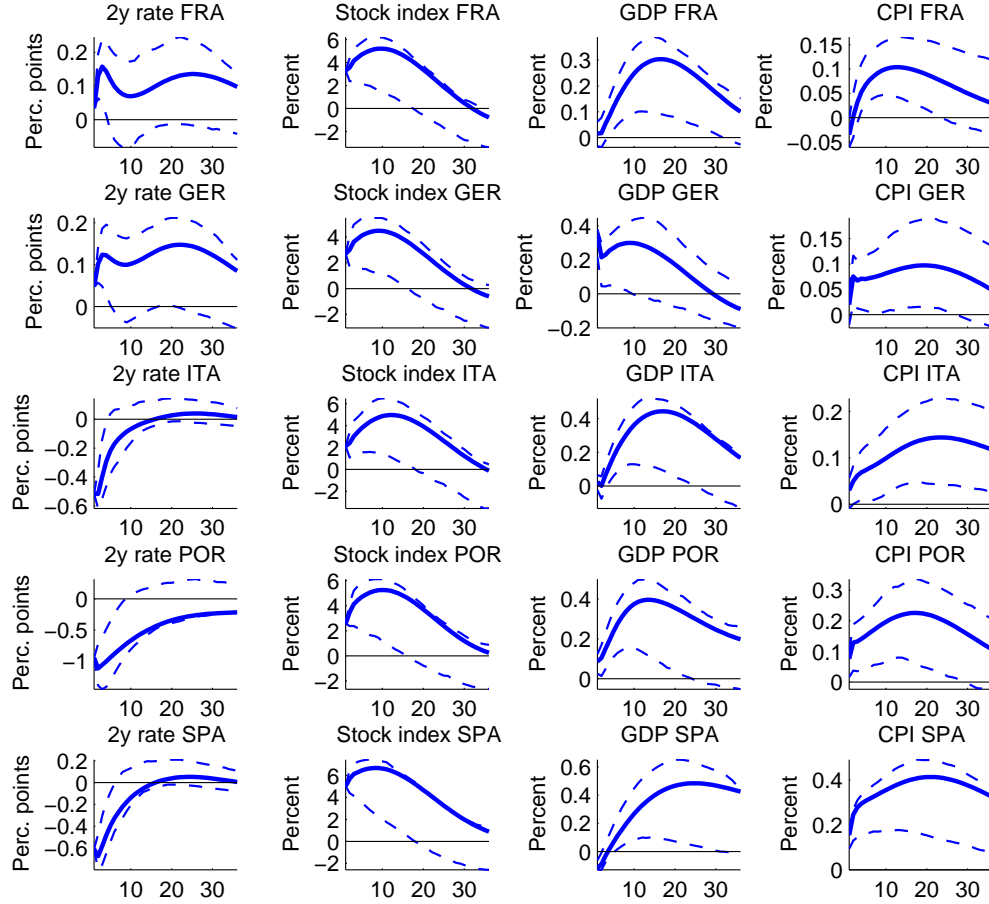 2y rate FRA
Perc. points
0.2
0.1
0
Stock index FRA
Percent
6
4
2
0
−2
GDP FRA
Percent
0.3
0.2
0.1
0
CPI FRA
Percent
0.15
0.1
0.05
0
−0.05
10 20 30
10 20 30
10 20 30
10 20 30
2y rate GER
Perc. points
0.2
0.1
0
Stock index GER
Percent
4
2
0
−2
GDP GER
Percent
0.4
0.2
0
−0.2
CPI GER
Percent
0.15
0.1
0.05
0
10 20 30
10 20 30
10 20 30
10 20 30
2y rate ITA
Perc. points
0
−0.2
−0.4
−0.6
Stock index ITA
Percent
6
4
2
0
−2
GDP ITA
Percent
0.4
0.2
0
CPI ITA
Percent
0.2
0.1
0
10 20 30
10 20 30
10 20 30
10 20 30
2y rate POR
Perc. points
0
−0.5
−1
Stock index POR
Percent
6
4
2
0
−2
GDP POR
Percent
0.4
0.2
0
CPI POR
Percent
0.3
0.2
0.1
0
10 20 30
10 20 30
10 20 30
10 20 30
2y rate SPA
Perc. points
0.2
0
−0.2
−0.4
−0.6
Stock index SPA
Percent
6
4
2
0
−2
GDP SPA
Percent
0.6
0.4
0.2
0
CPI SPA
Percent
0.4
0.2
0
10 20 30
10 20 30
10 20 30
10 20 30